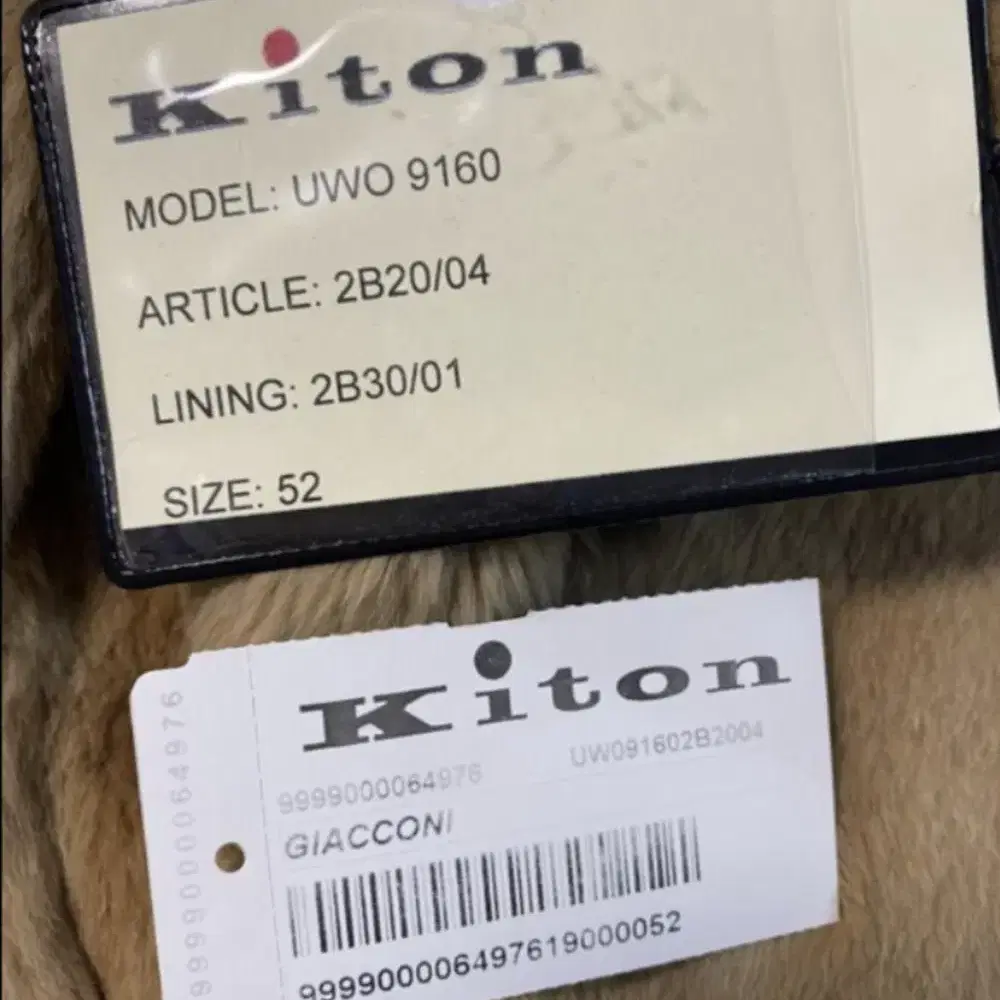 Kiton
MODEL: UWO 9160
ARTICLE: 2B20/04
LINING: 2B30/01
SIZE: 52
Kiton
9999000064976
UW091602B2004
GIACCONI
999900006497619000052
9999000064976